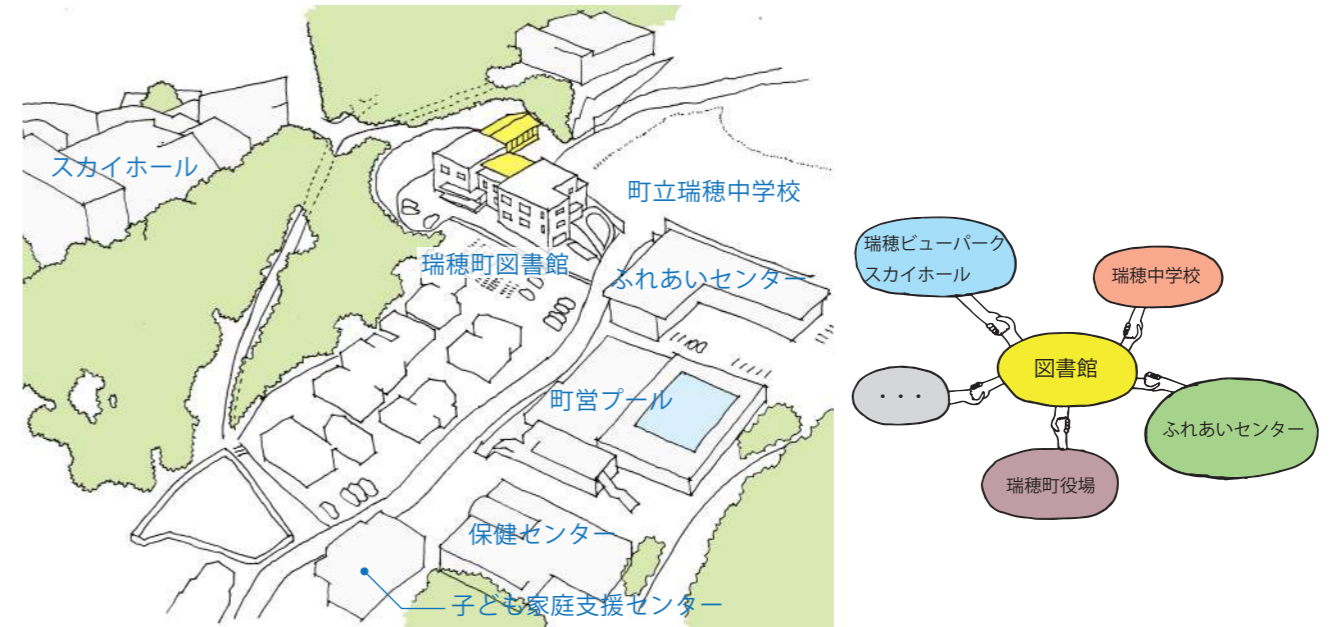 スカイホール
町立瑞穂中学校
瑞穂町図書館
ふれあいセンター
町営プール
保健センター
子ども家庭支援センター
瑞穂ビューパーク
スカイホール
瑞穂中学校
図書館
・・・
ふれあいセンター
瑞穂町役場